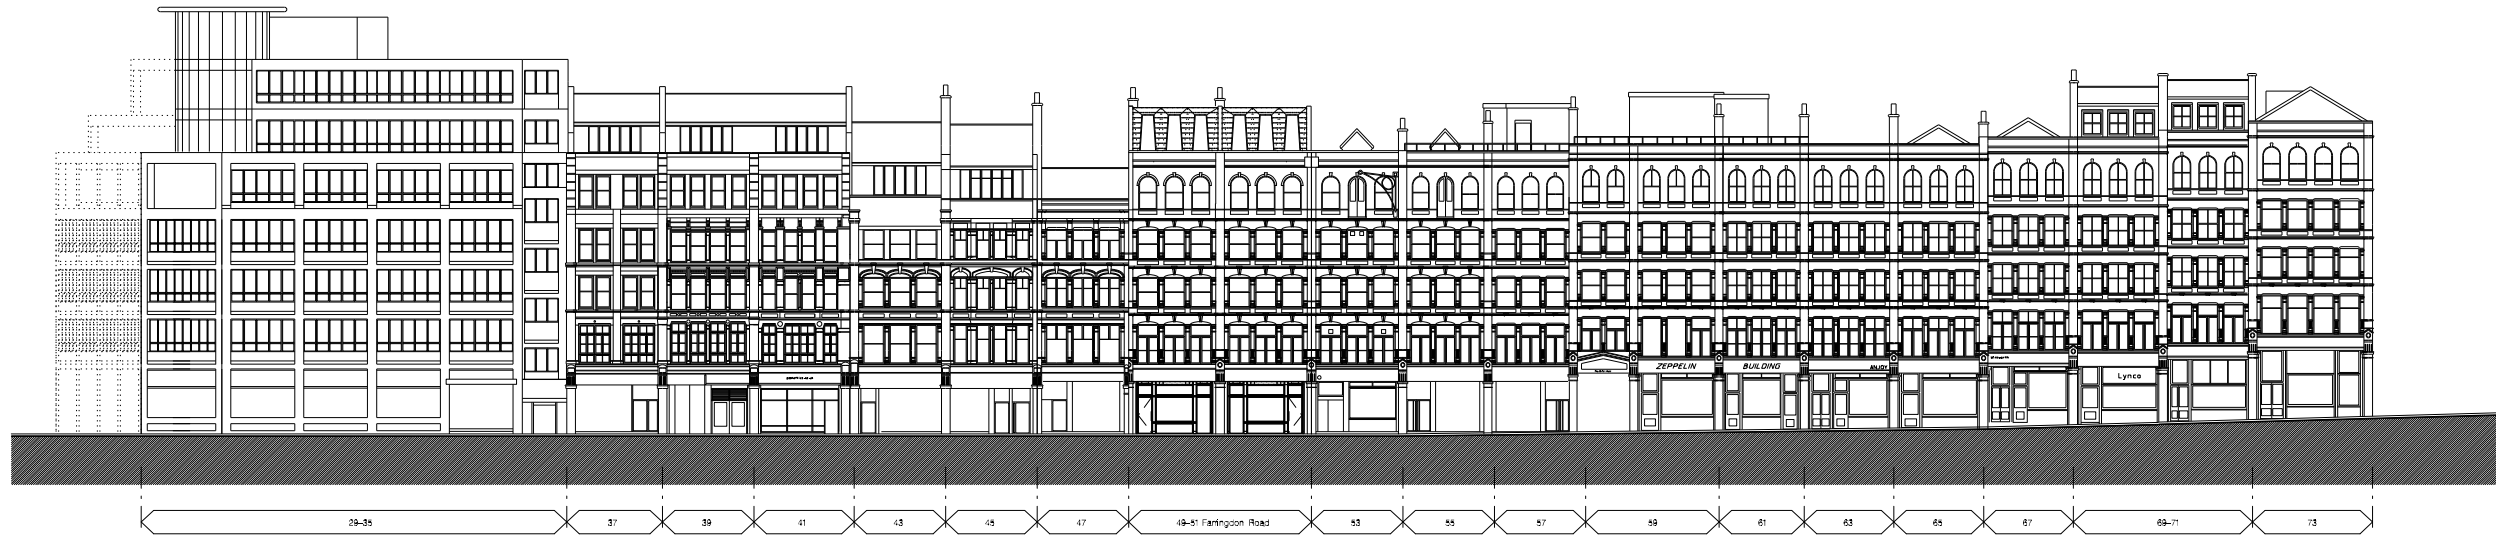 ZEPPELIN BUILDING ANJOY
Lynco
29-35 37 39 41 43 45 47 49-51 Farringdon Road 53 55 57 59 61 63 65 67 69-71 73